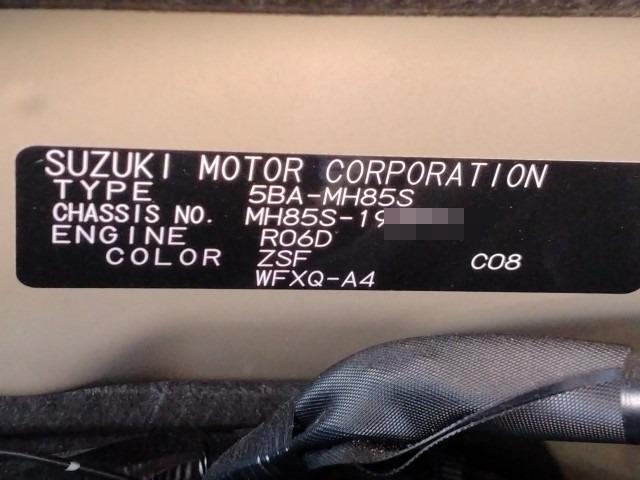 SUZUKI MOTOR CORPORATION
TYPE 5BA-MH85S
CHASSIS NO. MH85S-19
ENGINE R06D
COLOR ZSF C08
WFXQ-A4